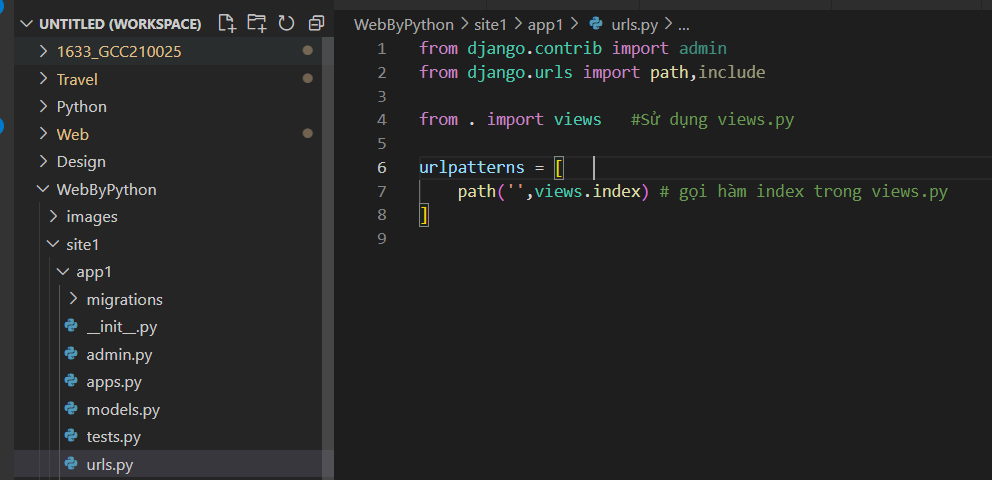 UNTITLED (WORKSPACE)
1633_GCC210025
Travel
Python
Web
Design
WebByPython
images
site1
app1
migrations
__init__.py
admin.py
apps.py
models.py
tests.py
urls.py
WebByPython > site1 > app1 > urls.py > ...
1 from django.contrib import admin
2 from django.urls import path,include
3
4 from . import views   #Sử dụng views.py
5
6 urlpatterns = [
7     path('',views.index) # gọi hàm index trong views.py
8 ]
9